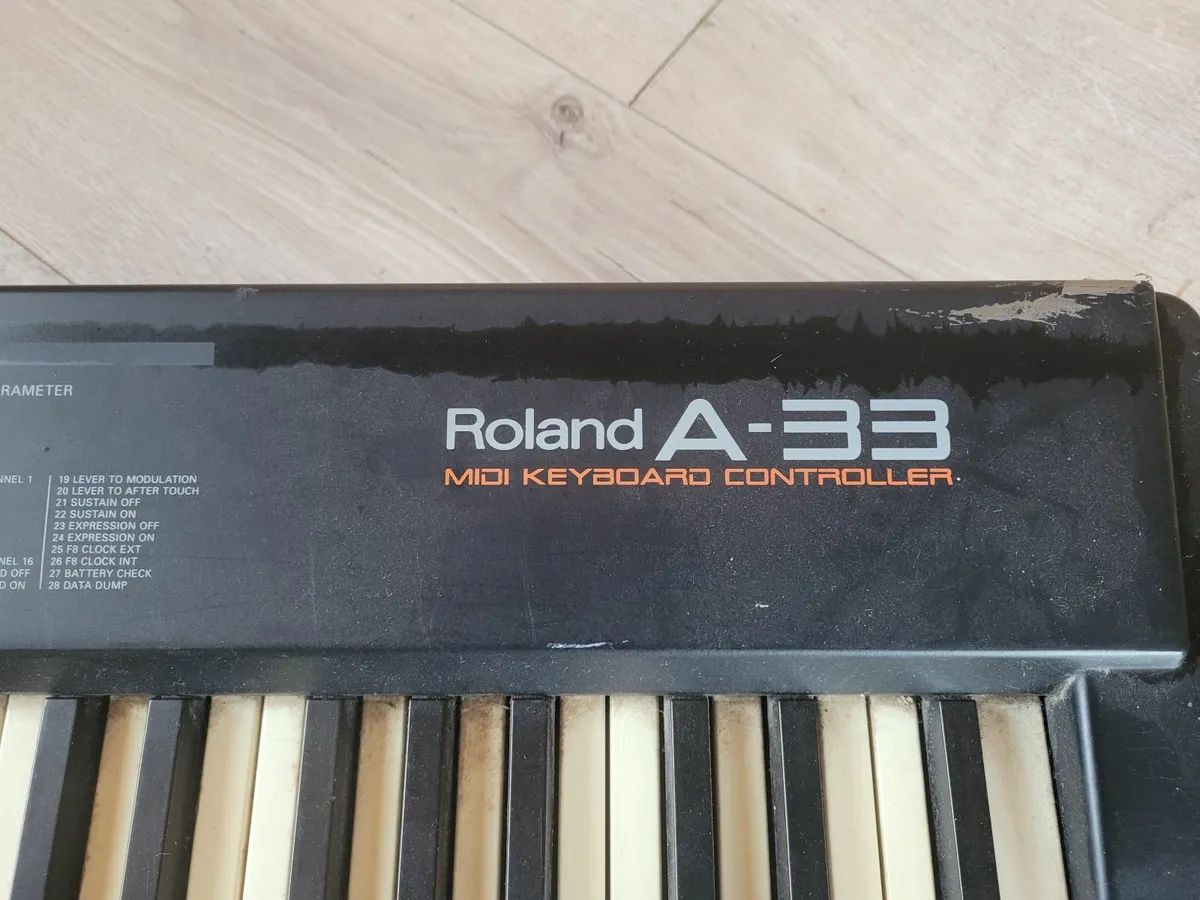 RAMETER
Roland A-33
MIDI KEYBOARD CONTROLLER
NNEL 1
NEL 16
D OFF
D ON
19 LEVER TO MODULATION
20 LEVER TO AFTER TOUCH
21 SUSTAIN OFF
22 SUSTAIN ON
23 EXPRESSION OFF
24 EXPRESSION ON
25 F8 CLOCK EXT
26 F8 CLOCK INT
27 BATTERY CHECK
28 DATA DUMP